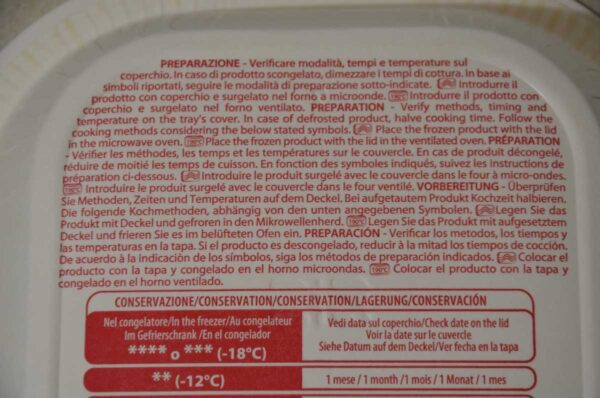 PREPARAZIONE - Verificare modalità, tempi e temperature sul
coperchio. In caso di prodotto scongelato, dimezzare i tempi di cottura. In base ai
simboli riportati, seguire le modalità di preparazione sotto-indicate. Introdurre il
prodotto con coperchio e surgelato nel forno a microonde. 190°C Introdurre il prodotto con
coperchio e surgelato nel forno ventilato. PREPARATION - Verify methods, timing and
temperature on the tray's cover. In case of defrosted product, halve cooking time. Follow the
cooking methods considering the below stated symbols. Place the frozen product with the lid
in the microwave oven. 190°C Place the frozen product with the lid in the ventilated oven. PRÉPARATION
- Vérifier les méthodes, les temps et les températures sur le couvercle. En cas de produit décongelé,
réduire de moitié les temps de cuisson. En fonction des symboles indiqués, suivez les instructions de
préparation ci-dessous. Introduire le produit surgelé avec le couvercle dans le four à micro-ondes.
190°C Introduire le produit surgelé avec le couvercle dans le four ventilé. VORBEREITUNG - Überprüfen
Sie Methoden, Zeiten und Temperaturen auf dem Deckel. Bei aufgetautem Produkt Kochzeit halbieren.
Die folgende Kochmethoden, abhängig von den unten angegebenen Symbolen. Legen Sie das
Produkt mit Deckel und gefroren in den Mikrowellenherd. 190°C Legen Sie das Produkt mit aufgesetztem
Deckel und frieren Sie es im belüfteten Ofen ein. PREPARACIÓN - Verificar los metodos, los tiempos y
las temperaturas en la tapa. Si el producto es descongelado, reducir à la mitad los tiempos de cocción.
De acuerdo à la indicación de los símbolos, siga los métodos de preparación indicados. Colocar el
producto con la tapa y congelado en el horno microondas. 190°C Colocar el producto con la tapa y
congelado en el horno ventilado.
CONSERVAZIONE/CONSERVATION/CONSERVATION/LAGERUNG/CONSERVACIÓN
Nel congelatore/In the freezer/Au congelateur
Im Gefrierschrank /En el congelador
**** o *** (-18°C)
Vedi data sul coperchio/Check date on the lid
Voir la date sur le cuvercle
Siehe Datum auf dem Deckel/Ver fecha en la tapa
** (-12°C)
1 mese / 1 month /1 mois / 1 Monat / 1 mes